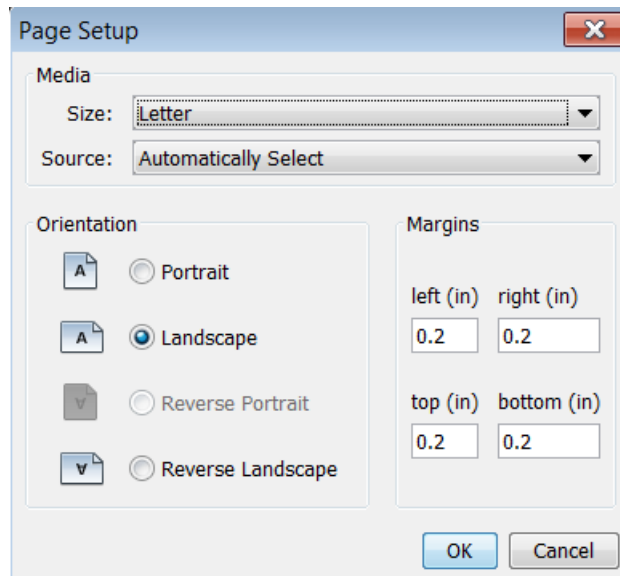 Page Setup
Media
Size: Letter
Source: Automatically Select
Orientation
A Portrait
A Landscape
A Reverse Portrait
A Reverse Landscape
Margins
left (in) right (in)
0.2 0.2
top (in) bottom (in)
0.2 0.2
OK Cancel